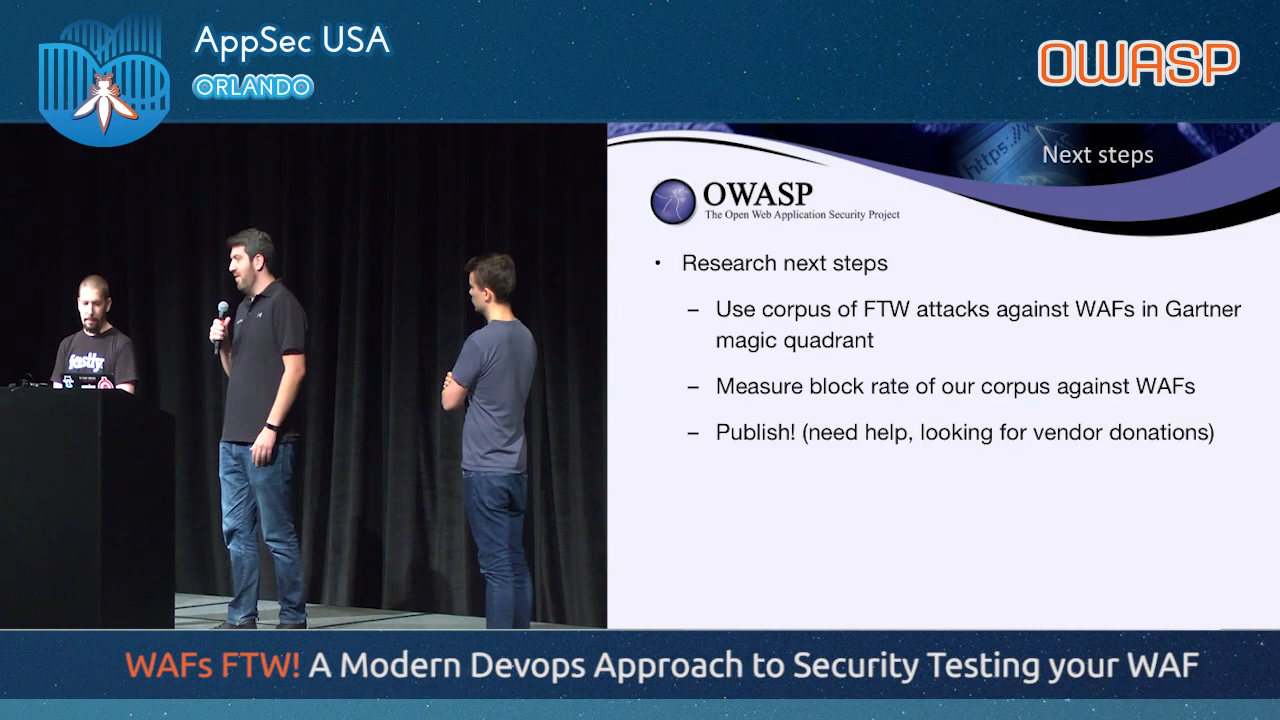 AppSec USA
ORLANDO
OWASP
fastly
Next steps
OWASP
The Open Web Application Security Project
• Research next steps
– Use corpus of FTW attacks against WAFs in Gartner
magic quadrant
– Measure block rate of our corpus against WAFs
– Publish! (need help, looking for vendor donations)
WAFs FTW! A Modern Devops Approach to Security Testing your WAF